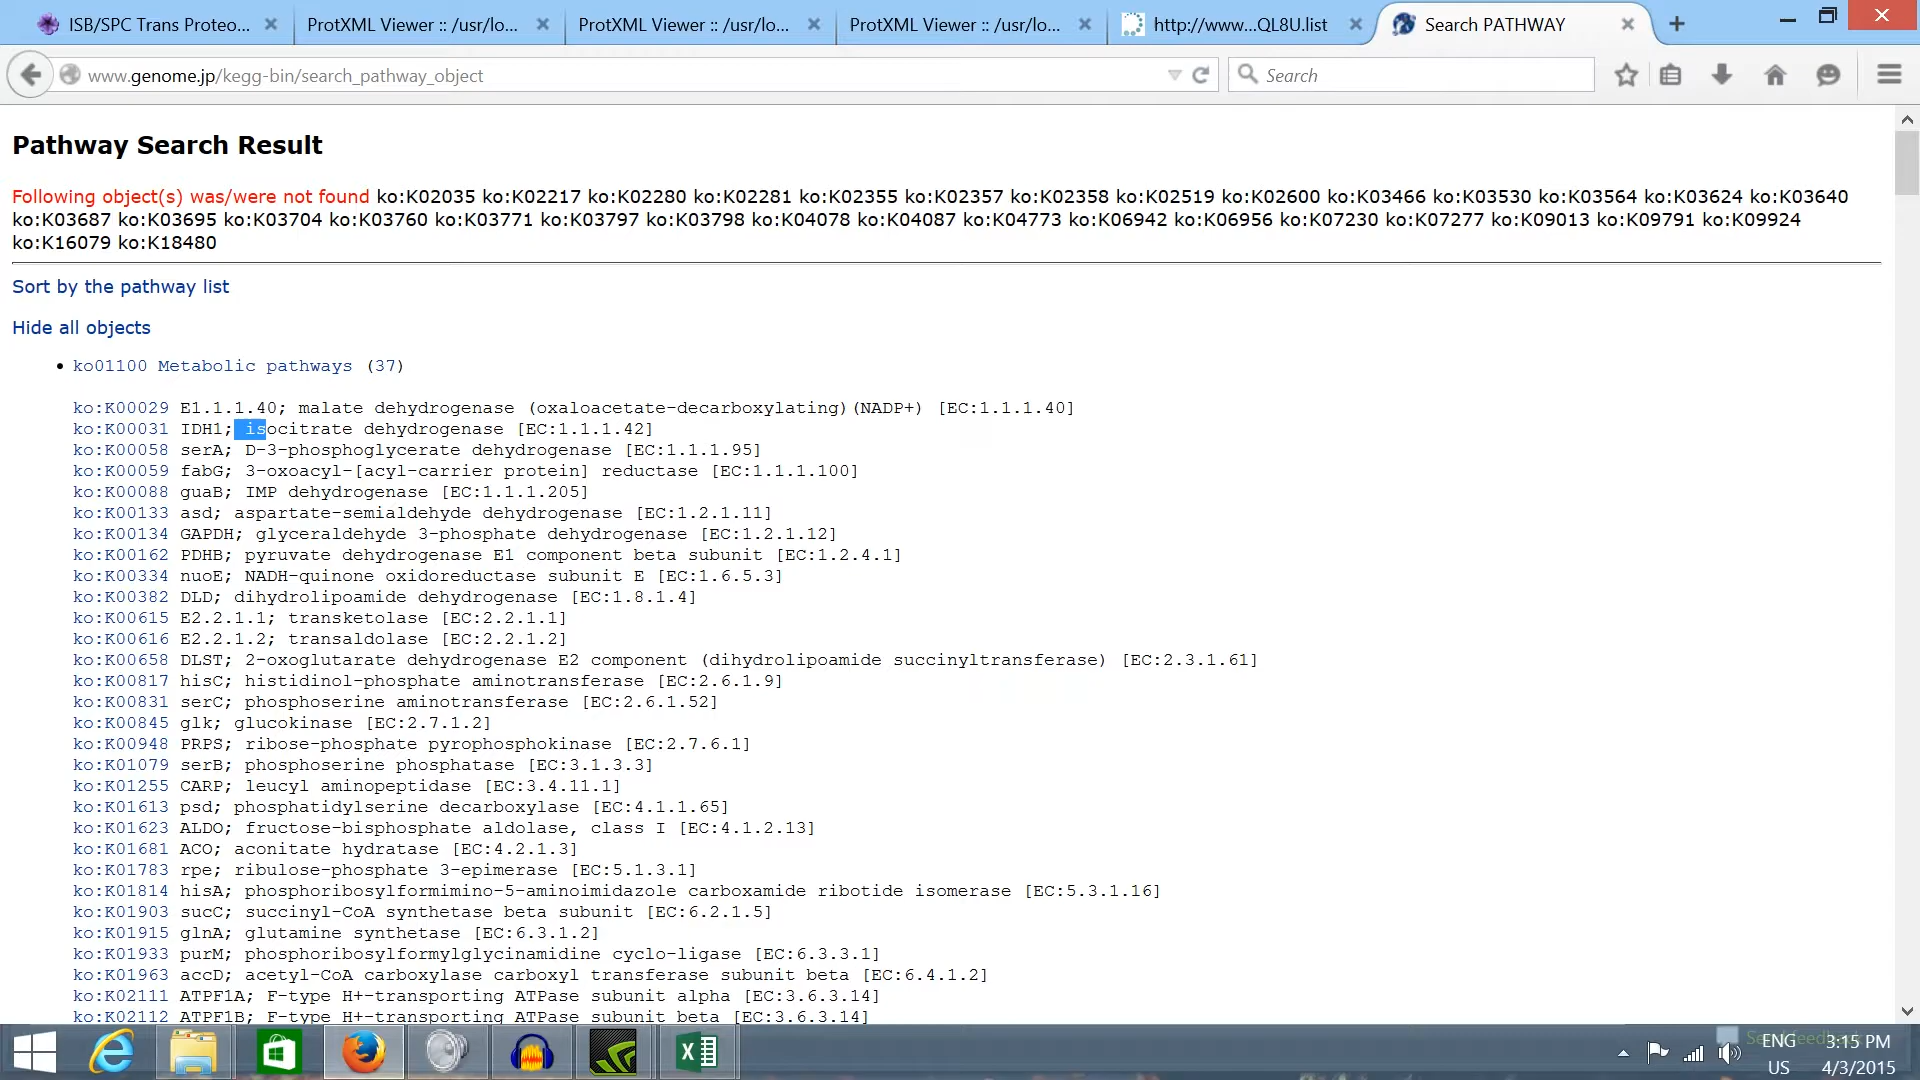 ISB/SPC Trans Proteo...
ProtXML Viewer :: /usr/lo...
ProtXML Viewer :: /usr/lo...
ProtXML Viewer :: /usr/lo...
http://www...QL8U.list
Search PATHWAY
www.genome.jp/kegg-bin/search_pathway_object
Search
Pathway Search Result
Following object(s) was/were not found ko:K02035 ko:K02217 ko:K02280 ko:K02281 ko:K02355 ko:K02357 ko:K02358 ko:K02519 ko:K02600 ko:K03466 ko:K03530 ko:K03564 ko:K03624 ko:K03640
ko:K03687 ko:K03695 ko:K03704 ko:K03760 ko:K03771 ko:K03797 ko:K03798 ko:K04078 ko:K04087 ko:K04773 ko:K06942 ko:K06956 ko:K07230 ko:K07277 ko:K09013 ko:K09791 ko:K09924
ko:K16079 ko:K18480
Sort by the pathway list
Hide all objects
• ko01100 Metabolic pathways (37)
ko:K00029 E1.1.1.40; malate dehydrogenase (oxaloacetate-decarboxylating)(NADP+) [EC:1.1.1.40]
ko:K00031 IDH1; isocitrate dehydrogenase [EC:1.1.1.42]
ko:K00058 serA; D-3-phosphoglycerate dehydrogenase [EC:1.1.1.95]
ko:K00059 fabG; 3-oxoacyl-[acyl-carrier protein] reductase [EC:1.1.1.100]
ko:K00088 guaB; IMP dehydrogenase [EC:1.1.1.205]
ko:K00133 asd; aspartate-semialdehyde dehydrogenase [EC:1.2.1.11]
ko:K00134 GAPDH; glyceraldehyde 3-phosphate dehydrogenase [EC:1.2.1.12]
ko:K00162 PDHB; pyruvate dehydrogenase E1 component beta subunit [EC:1.2.4.1]
ko:K00334 nuoE; NADH-quinone oxidoreductase subunit E [EC:1.6.5.3]
ko:K00382 DLD; dihydrolipoamide dehydrogenase [EC:1.8.1.4]
ko:K00615 E2.2.1.1; transketolase [EC:2.2.1.1]
ko:K00616 E2.2.1.2; transaldolase [EC:2.2.1.2]
ko:K00658 DLST; 2-oxoglutarate dehydrogenase E2 component (dihydrolipoamide succinyltransferase) [EC:2.3.1.61]
ko:K00817 hisC; histidinol-phosphate aminotransferase [EC:2.6.1.9]
ko:K00831 serC; phosphoserine aminotransferase [EC:2.6.1.52]
ko:K00845 glk; glucokinase [EC:2.7.1.2]
ko:K00948 PRPS; ribose-phosphate pyrophosphokinase [EC:2.7.6.1]
ko:K01079 serB; phosphoserine phosphatase [EC:3.1.3.3]
ko:K01255 CARP; leucyl aminopeptidase [EC:3.4.11.1]
ko:K01613 psd; phosphatidylserine decarboxylase [EC:4.1.1.65]
ko:K01623 ALDO; fructose-bisphosphate aldolase, class I [EC:4.1.2.13]
ko:K01681 ACO; aconitate hydratase [EC:4.2.1.3]
ko:K01783 rpe; ribulose-phosphate 3-epimerase [EC:5.1.3.1]
ko:K01814 hisA; phosphoribosylformimino-5-aminoimidazole carboxamide ribotide isomerase [EC:5.3.1.16]
ko:K01903 sucC; succinyl-CoA synthetase beta subunit [EC:6.2.1.5]
ko:K01915 glnA; glutamine synthetase [EC:6.3.1.2]
ko:K01933 purM; phosphoribosylformylglycinamidine cyclo-ligase [EC:6.3.3.1]
ko:K01963 accD; acetyl-CoA carboxylase carboxyl transferase subunit beta [EC:6.4.1.2]
ko:K02111 ATPF1A; F-type H+-transporting ATPase subunit alpha [EC:3.6.3.14]
ko:K02112 ATPF1B; F-type H+-transporting ATPase subunit beta [EC:3.6.3.14]
ENG 3:15 PM
US 4/3/2015